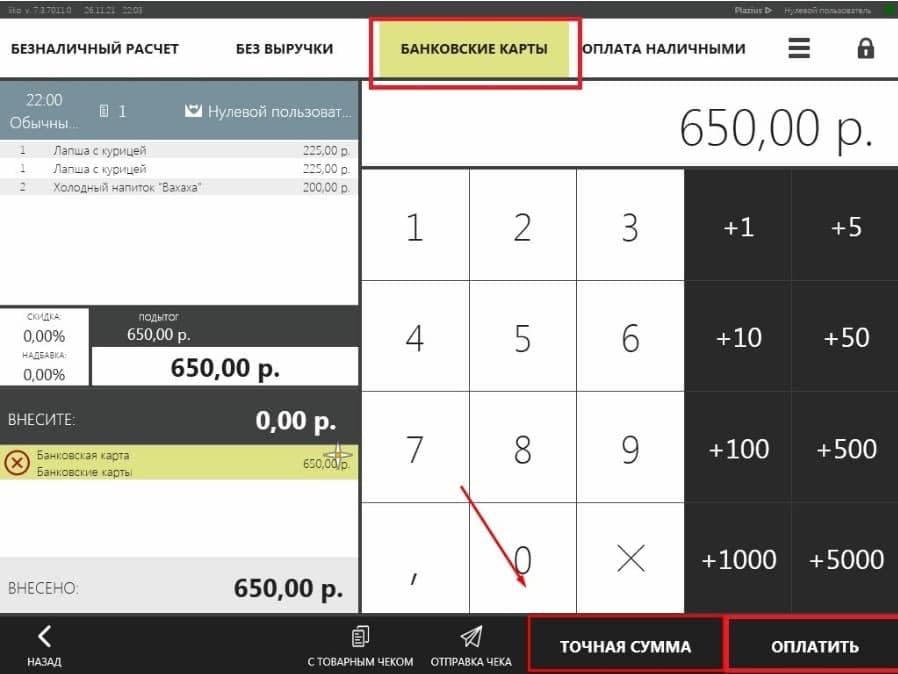 iiko v. 7.3.7011.0 26.11.21 22:03 Plazius Нулевой пользователь
БЕЗНАЛИЧНЫЙ РАСЧЕТ БЕЗ ВЫРУЧКИ БАНКОВСКИЕ КАРТЫ ОПЛАТА НАЛИЧНЫМИ
22:00 1 Нулевой пользоват...
Обычны...
650,00 р.
1 Лапша с курицей 225,00 р.
1 Лапша с курицей 225,00 р.
2 Холодный напиток "Вахаха" 200,00 р.
1 2 3 +1 +5
СКИДКА: ПОДЫТОГ
0,00% 650,00 р.
НАДБАВКА:
0,00% 650,00 р.
4 5 6 +10 +50
ВНЕСИТЕ: 0,00 р.
Банковская карта
Банковские карты 650,00 р.
7 8 9 +100 +500
, 0 × +1000 +5000
ВНЕСЕНО: 650,00 р.
НАЗАД С ТОВАРНЫМ ЧЕКОМ ОТПРАВКА ЧЕКА ТОЧНАЯ СУММА ОПЛАТИТЬ